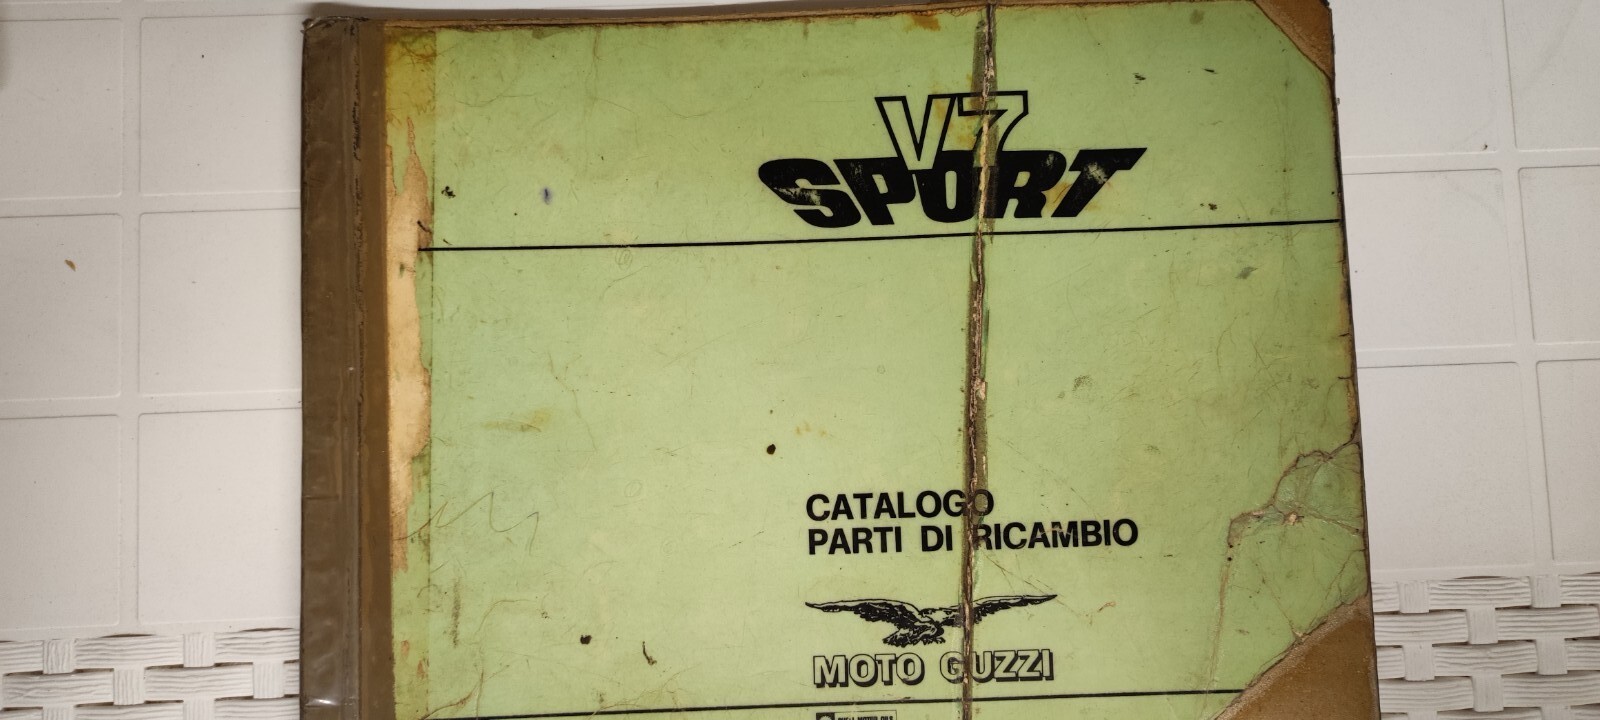 V7
SPORT
CATALOGO
PARTI DI RICAMBIO
MOTO GUZZI